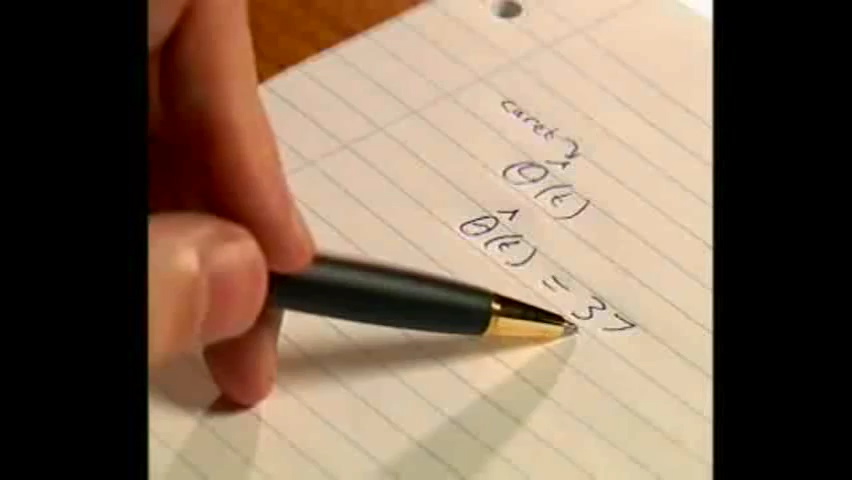 caret ↘
θ̂(t)
θ̂(t) = 37